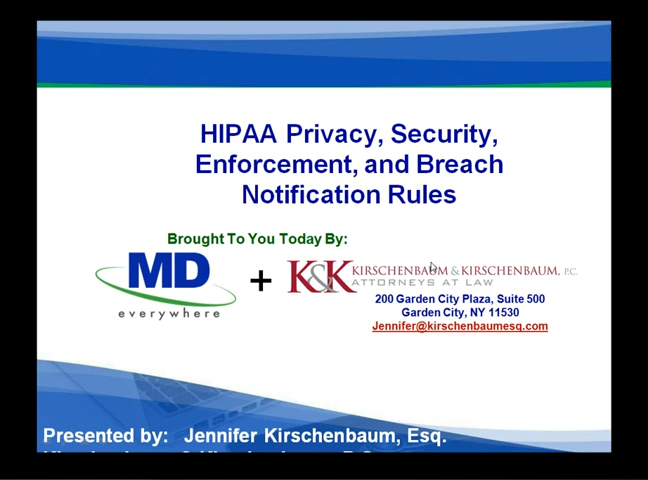 HIPAA Privacy, Security,
Enforcement, and Breach
Notification Rules
Brought To You Today By:
MD
everywhere
+
K&K
KIRSCHENBAUM & KIRSCHENBAUM, P.C.
ATTORNEYS AT LAW
200 Garden City Plaza, Suite 500
Garden City, NY 11530
Jennifer@kirschenbaumesq.com
Presented by: Jennifer Kirschenbaum, Esq.